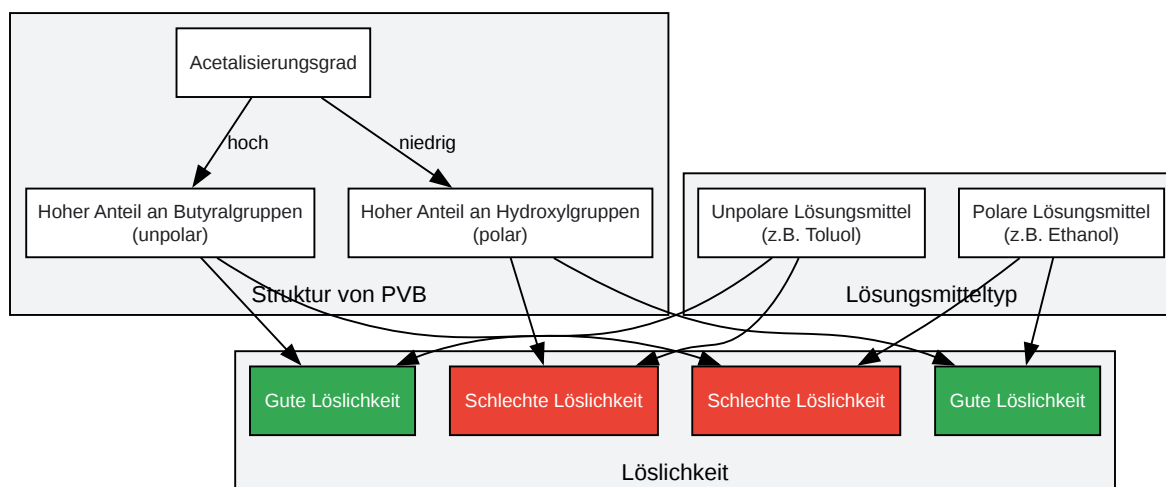 Acetalisierungsgrad
hoch
niedrig
Hoher Anteil an Butyralgruppen
(unpolar)
Hoher Anteil an Hydroxylgruppen
(polar)
Unpolare Lösungsmittel
(z.B. Toluol)
Polare Lösungsmittel
(z.B. Ethanol)
Struktur von PVB
Lösungsmitteltyp
Gute Löslichkeit
Schlechte Löslichkeit
Schlechte Löslichkeit
Gute Löslichkeit
Löslichkeit